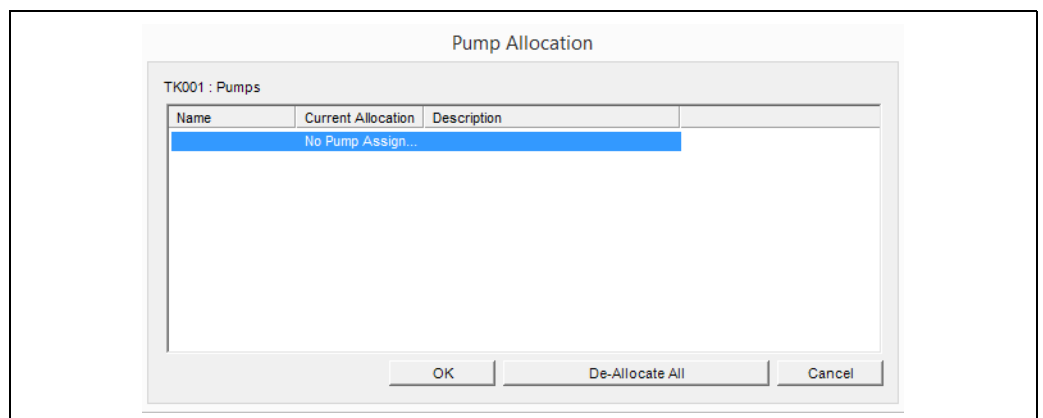 Pump Allocation
TK001 : Pumps
Name Current Allocation Description
No Pump Assign...
OK De-Allocate All Cancel